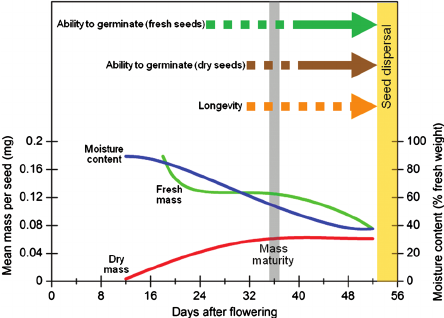 Ability to germinate (fresh seeds)
Ability to germinate (dry seeds)
Longevity
Seed dispersal
Mean mass per seed (mg)
0.2
0.16
0.12
0.08
0.04
0
Moisture
content
Fresh
mass
Dry
mass
Mass
maturity
100
80
60
40
20
0
Moisture content (% fresh weight)
0
8
16
24
32
40
48
56
Days after flowering